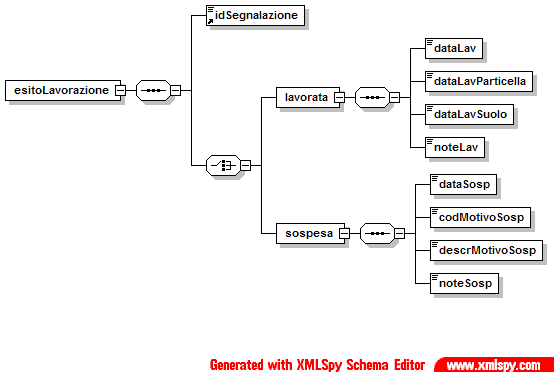 idSegnalazione
esitoLavorazione
lavorata
dataLav
dataLavParticella
dataLavSuolo
noteLav
sospesa
dataSosp
codMotivoSosp
descrMotivoSosp
noteSosp
Generated with XMLSpy Schema Editor www.xmlspy.com